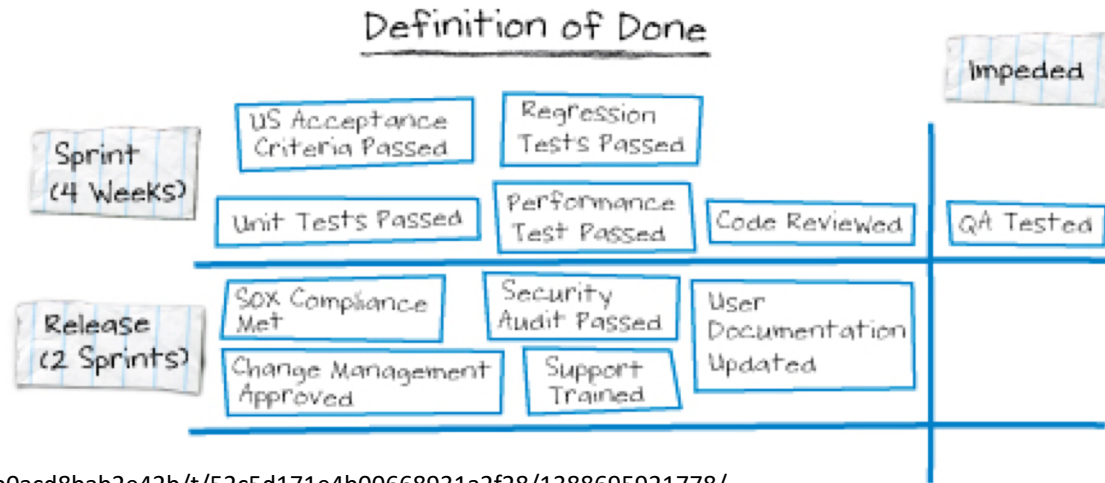 Definition of Done
Impeded
Sprint
(4 Weeks)
US Acceptance
Criteria Passed
Regression
Tests Passed
Unit Tests Passed
Performance
Test Passed
Code Reviewed
QA Tested
Release
(2 Sprints)
SOX Compliance
Met
Security
Audit Passed
User
Documentation
Updated
Change Management
Approved
Support
Trained